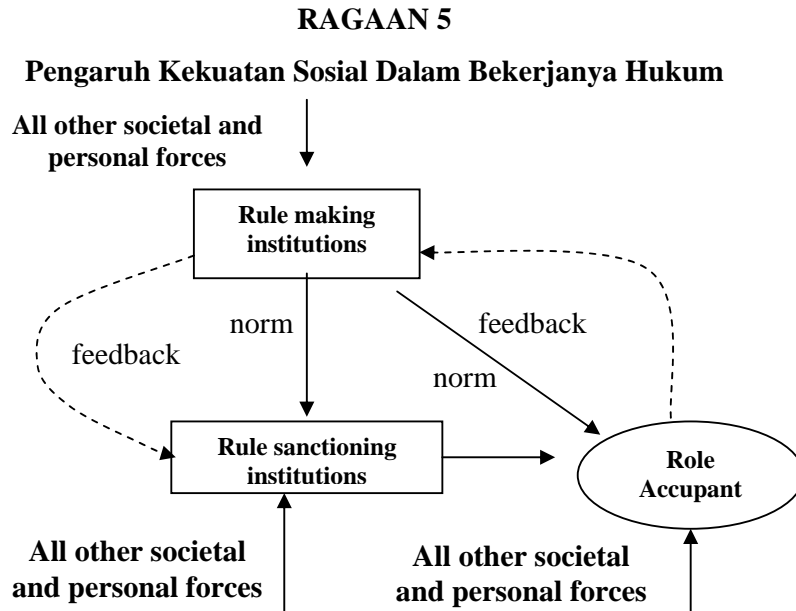 RAGAAN 5
Pengaruh Kekuatan Sosial Dalam Bekerjanya Hukum
All other societal and
personal forces
Rule making
institutions
norm
feedback
feedback
norm
Rule sanctioning
institutions
Role
Accupant
All other societal
and personal forces
All other societal
and personal forces